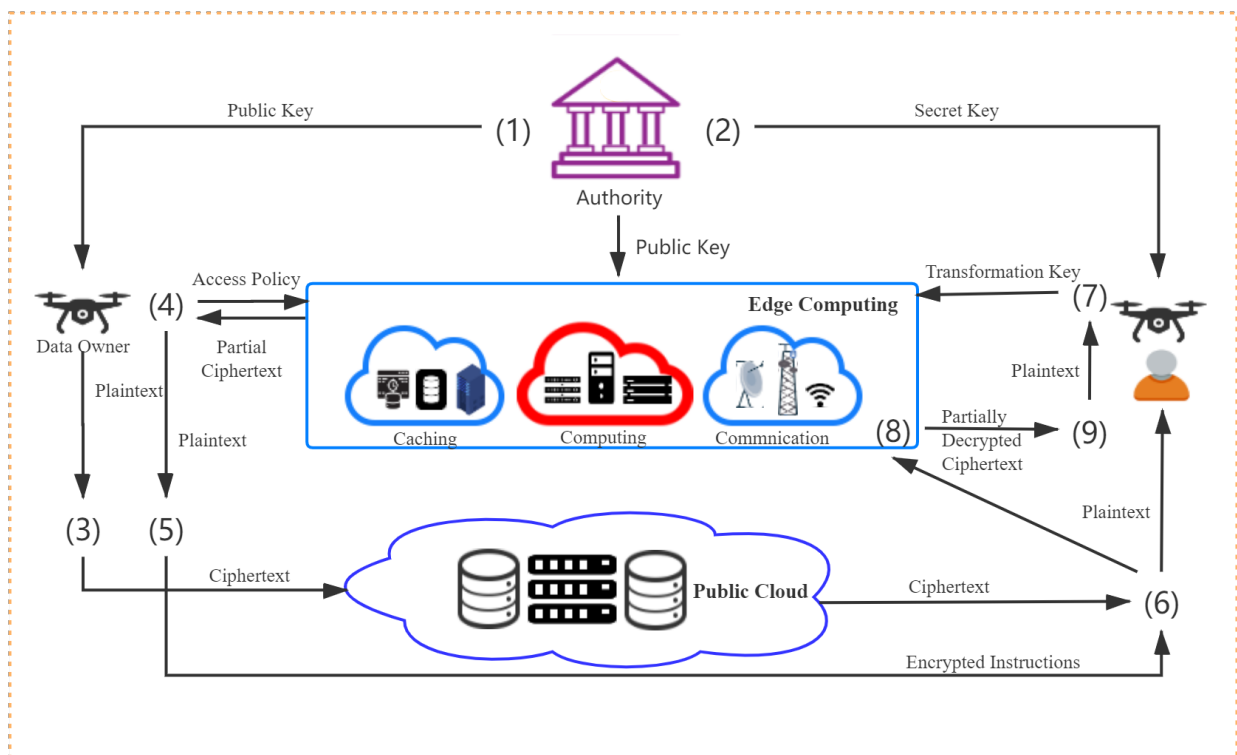 Public Key
(1)
(2)
Secret Key
Authority
Public Key
Access Policy
(4)
Transformation Key
(7)
Edge Computing
Data Owner
Partial
Ciphertext
Plaintext
Plaintext
Plaintext
Caching
Computing
Commnication
(8)
Partially
Decrypted
Ciphertext
(9)
(3)
(5)
Plaintext
Ciphertext
Public Cloud
Ciphertext
(6)
Encrypted Instructions